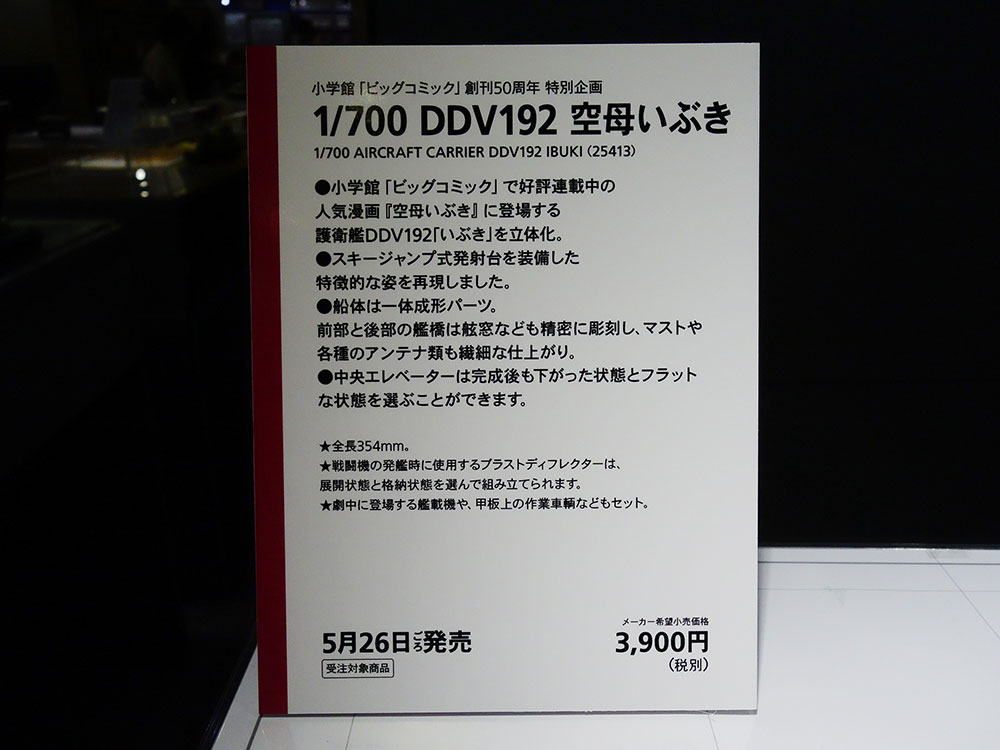 小学館「ビッグコミック」創刊50周年 特別企画
1/700 DDV192 空母いぶき
1/700 AIRCRAFT CARRIER DDV192 IBUKI（25413）
●小学館「ビッグコミック」で好評連載中の
人気漫画『空母いぶき』に登場する
護衛艦DDV192「いぶき」を立体化。
●スキージャンプ式発射台を装備した
特徴的な姿を再現しました。
●船体は一体成形パーツ。
前部と後部の艦橋は舷窓なども精密に彫刻し、マストや
各種のアンテナ類も繊細な仕上がり。
●中央エレベーターは完成後も下がった状態とフラット
な状態を選ぶことができます。
★全長354mm。
★戦闘機の発艦時に使用するブラストディフレクターは、
展開状態と格納状態を選んで組み立てられます。
★劇中に登場する艦載機や、甲板上の作業車輌などもセット。
5月26日ごろ発売
受注対象商品
メーカー希望小売価格
3,900円
（税別）